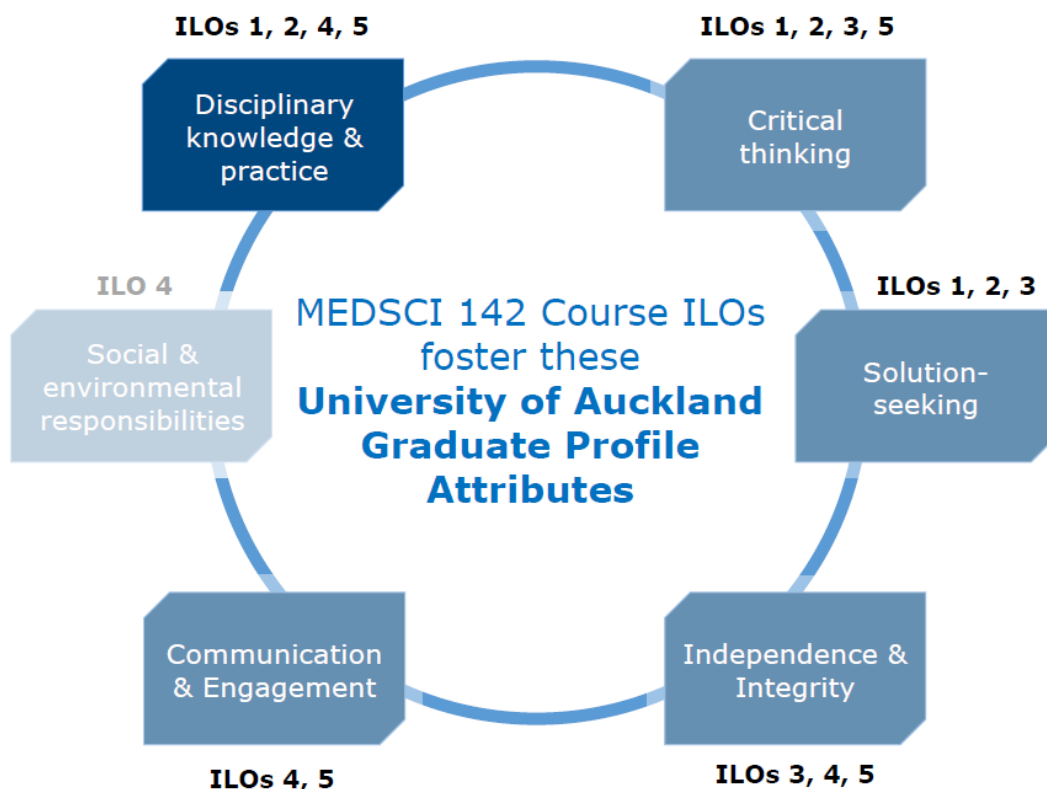 ILOs 1, 2, 4, 5
Disciplinary
knowledge &
practice
ILOs 1, 2, 3, 5
Critical
thinking
ILOs 1, 2, 3
Solution-
seeking
ILOs 3, 4, 5
Independence &
Integrity
ILOs 4, 5
Communication
& Engagement
ILO 4
Social &
environmental
responsibilities
MEDSCI 142 Course ILOs
foster these
University of Auckland
Graduate Profile
Attributes